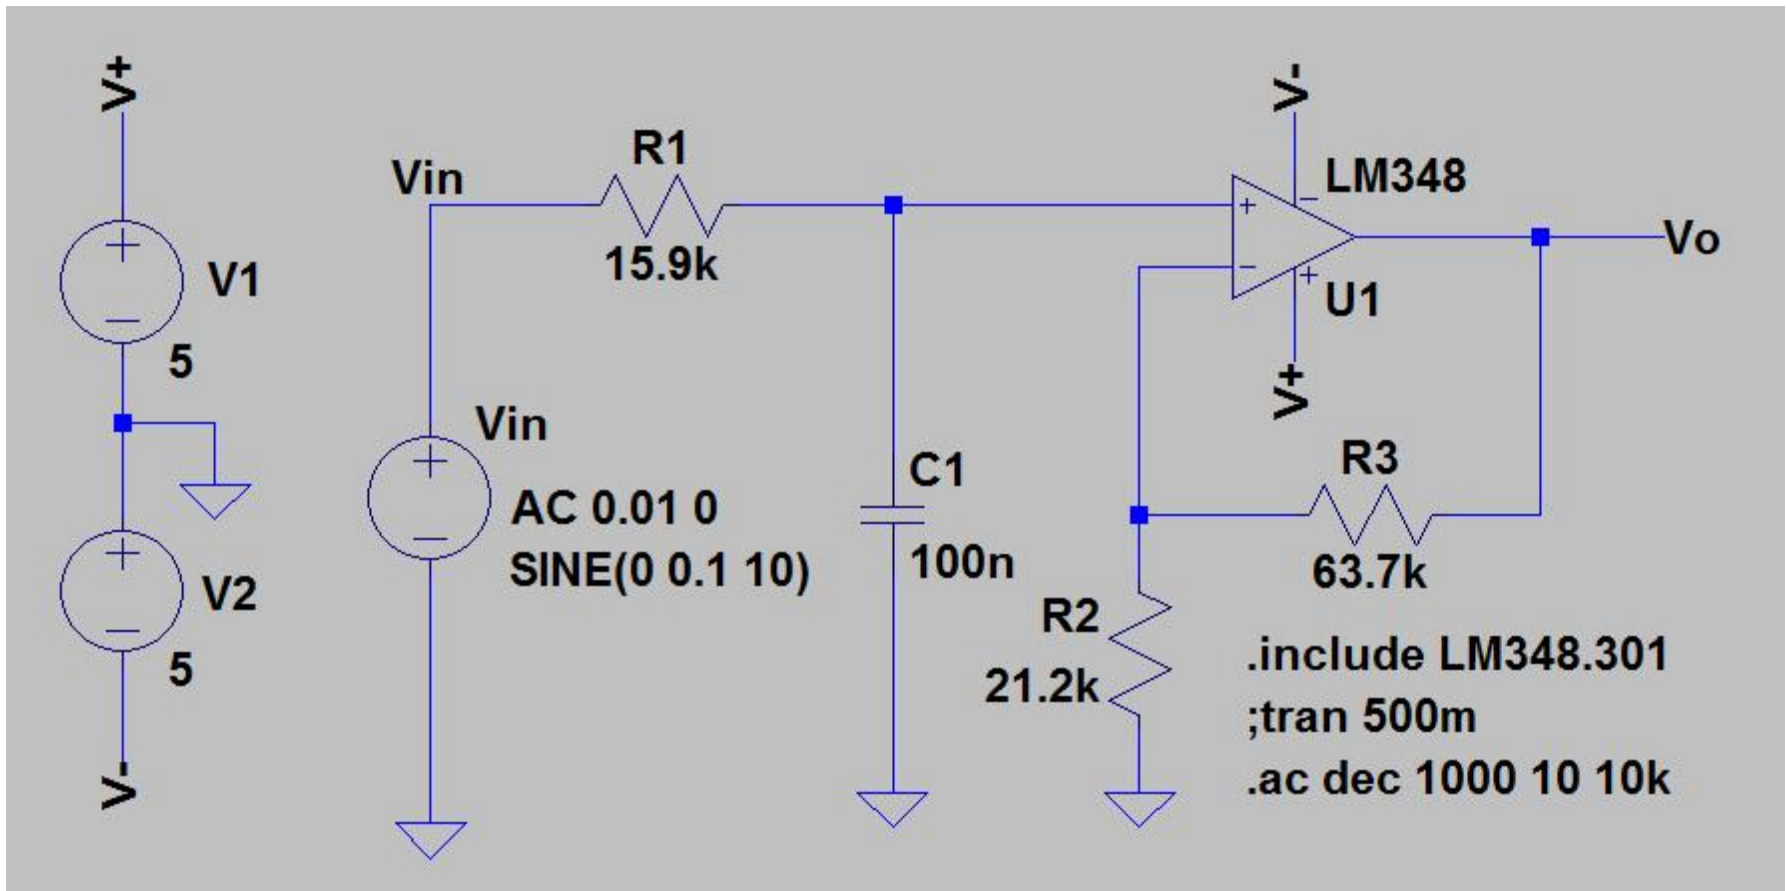 V+
V1
5
V2
5
V-
Vin
R1
15.9k
Vin
AC 0.01 0
SINE(0 0.1 10)
C1
100n
V-
LM348
U1
V+
Vo
R3
63.7k
R2
21.2k
.include LM348.301
;tran 500m
.ac dec 1000 10 10k